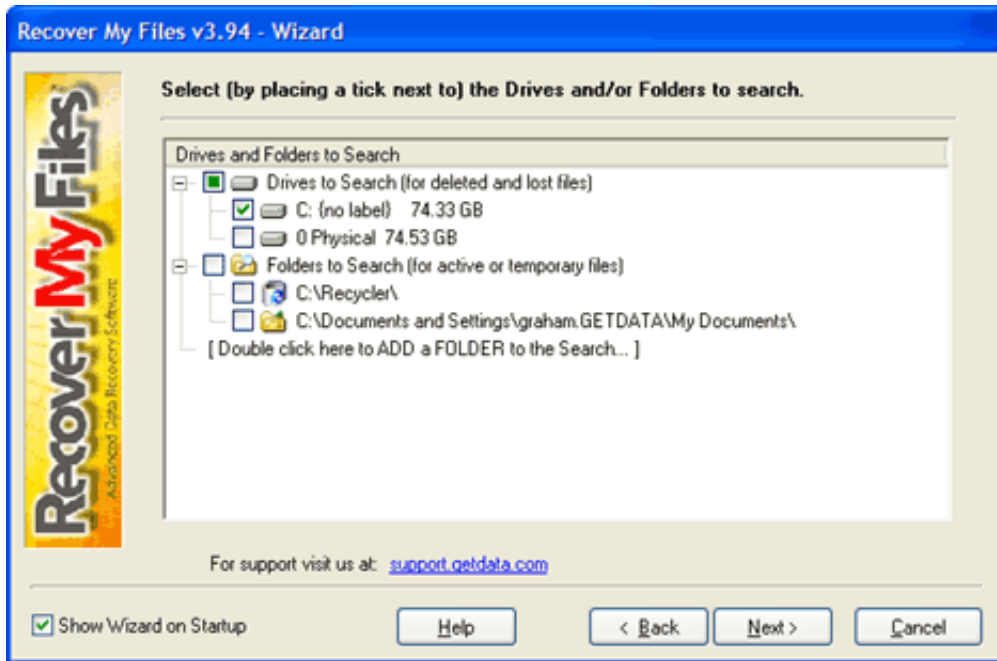 Recover My Files v3.94 - Wizard
Recover My Files
Advanced Data Recovery Software
Select (by placing a tick next to) the Drives and/or Folders to search.
Drives and Folders to Search
Drives to Search (for deleted and lost files)
C: (no label) 74.33 GB
0 Physical 74.53 GB
Folders to Search (for active or temporary files)
C:\Recycler\
C:\Documents and Settings\graham.GETDATA\My Documents\
[ Double click here to ADD a FOLDER to the Search... ]
For support visit us at: support.getdata.com
Show Wizard on Startup
Help
< Back
Next >
Cancel